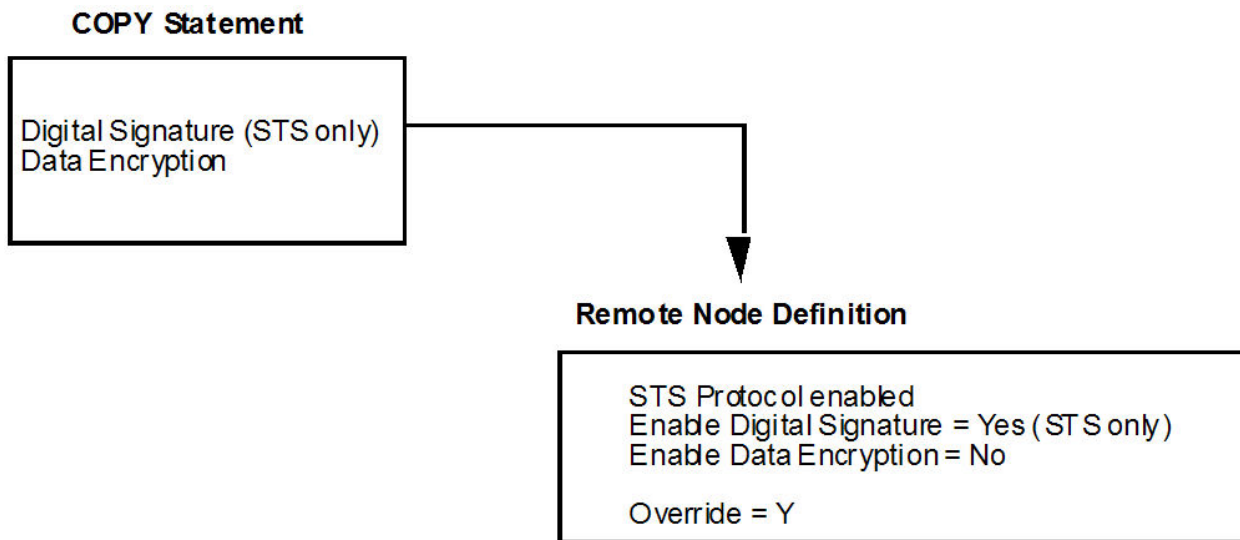 COPY Statement
Digital Signature (STS only)
Data Encryption
Remote Node Definition
STS Protocol enabled
Enable Digital Signature = Yes (STS only)
Enable Data Encryption = No
Override = Y